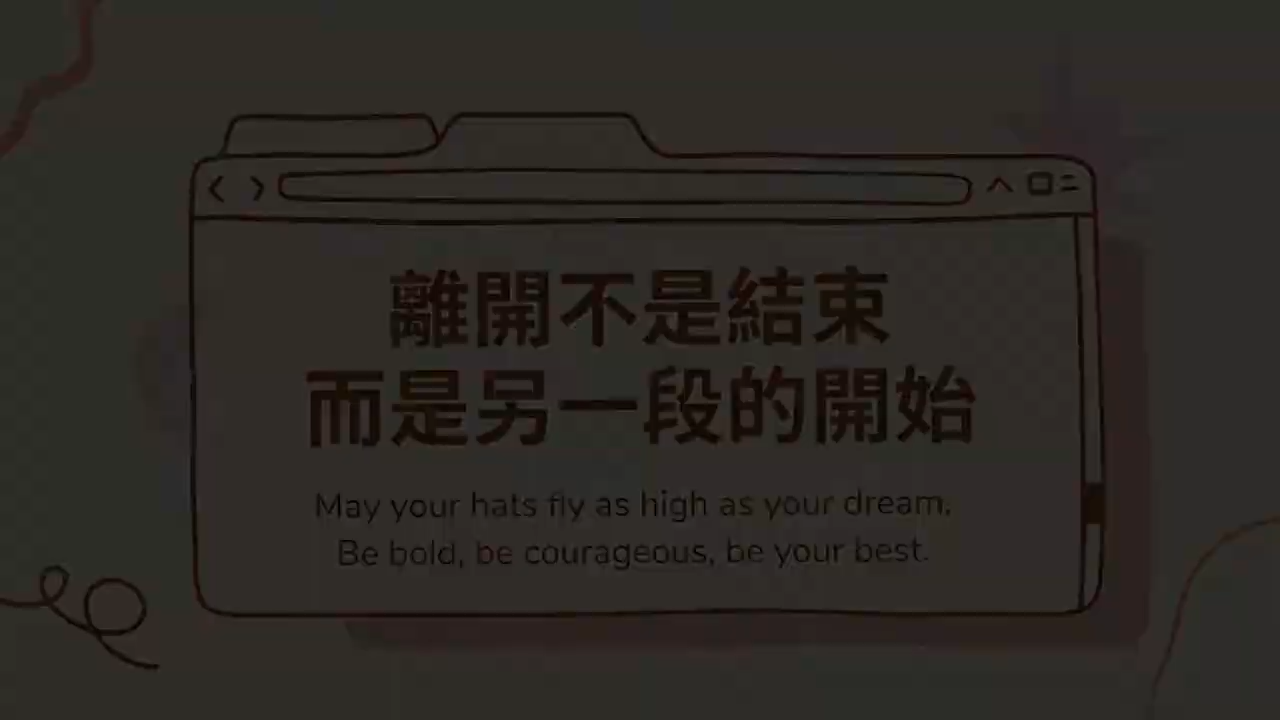 離開不是結束
而是另一段的開始
May your hats fly as high as your dream.
Be bold, be courageous, be your best.